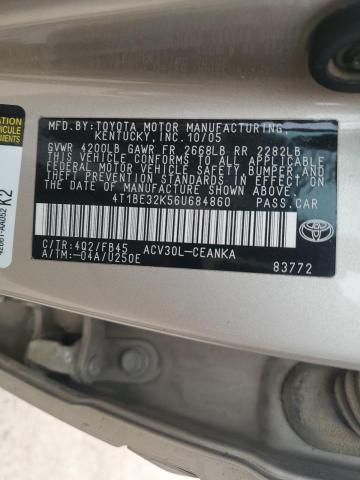 MFD.BY:TOYOTA MOTOR MANUFACTURING,
KENTUCKY, INC. 10/05
GVWR 4200LB GAWR FR 2668LB RR 2282LB
THIS VEHICLE CONFORMS TO ALL APPLICABLE
FEDERAL MOTOR VEHICLE SAFETY, BUMPER, AND
THEFT PREVENTION STANDARDS IN EFFECT ON
THE DATE OF MANUFACTURE SHOWN ABOVE.
4T1BE32K56U684860 PASS.CAR
C/TR:4Q2/FB45 ACV30L-CEANKA
A/TM:-04A/U250E
83772
TOYOTA
K2